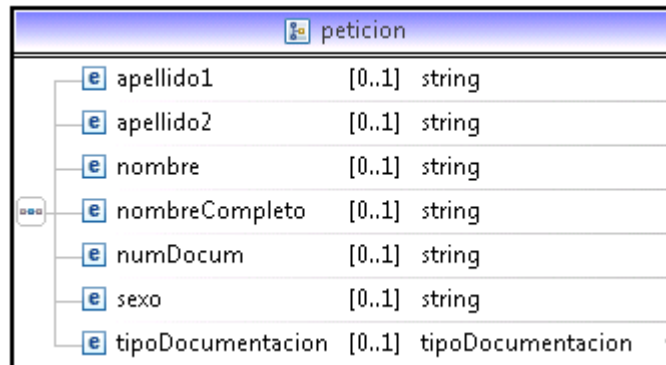 peticion
e apellido1 [0..1] string
e apellido2 [0..1] string
e nombre [0..1] string
e nombreCompleto [0..1] string
e numDocum [0..1] string
e sexo [0..1] string
e tipoDocumentacion [0..1] tipoDocumentacion